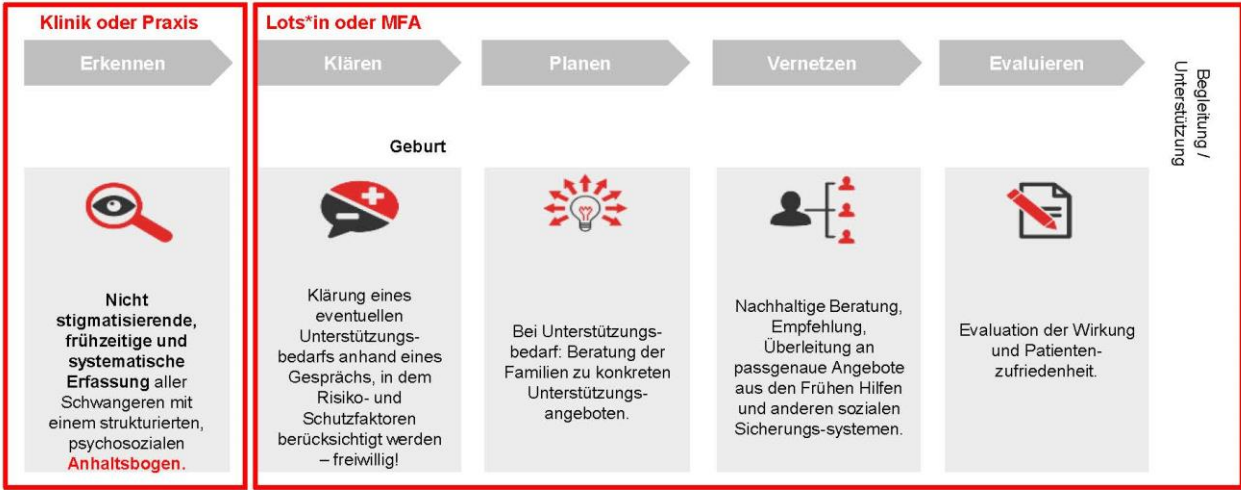 Klinik oder Praxis
Lots*in oder MFA
Erkennen
Klären
Planen
Vernetzen
Evaluieren
Begleitung /
Unterstützung
Geburt
Nicht
stigmatisierende,
frühzeitige und
systematische
Erfassung aller
Schwangeren mit
einem strukturierten,
psychosozialen
Anhaltsbogen.
Klärung eines
eventuellen
Unterstützungs-
bedarfs anhand eines
Gesprächs, in dem
Risiko- und
Schutzfaktoren
berücksichtigt werden
– freiwillig!
Bei Unterstützungs-
bedarf: Beratung der
Familien zu konkreten
Unterstützungs-
angeboten.
Nachhaltige Beratung,
Empfehlung,
Überleitung an
passgenaue Angebote
aus den Frühen Hilfen
und anderen sozialen
Sicherungs-systemen.
Evaluation der Wirkung
und Patienten-
zufriedenheit.